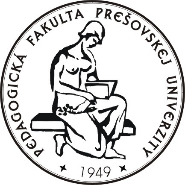 PEDAGOGICKÁ FAKULTA PREŠOVSKEJ UNIVERZITY
1949